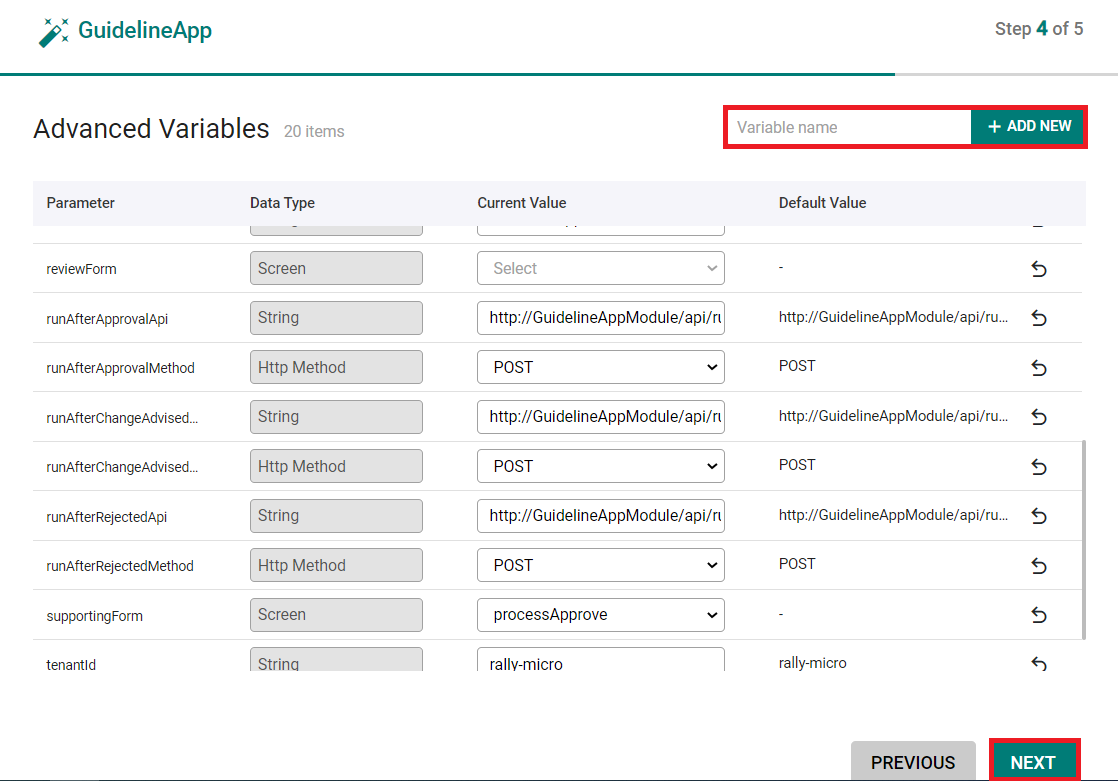 GuidelineApp
Step 4 of 5
Advanced Variables 20 items
Variable name + ADD NEW
Parameter Data Type Current Value Default Value
reviewForm Screen Select -
runAfterApprovalApi String http://GuidelineAppModule/api/ru http://GuidelineAppModule/api/ru...
runAfterApprovalMethod Http Method POST POST
runAfterChangeAdvised... String http://GuidelineAppModule/api/ru http://GuidelineAppModule/api/ru...
runAfterChangeAdvised... Http Method POST POST
runAfterRejectedApi String http://GuidelineAppModule/api/ru http://GuidelineAppModule/api/ru...
runAfterRejectedMethod Http Method POST POST
supportingForm Screen processApprove -
tenantId String rally-micro rally-micro
PREVIOUS NEXT